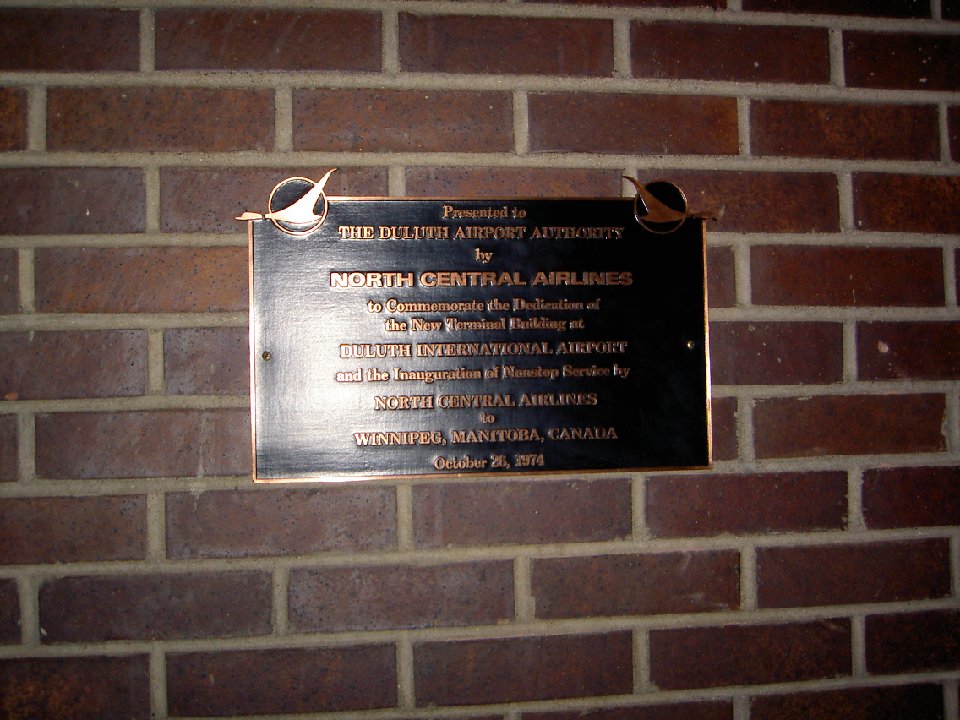 Presented to
THE DULUTH AIRPORT AUTHORITY
by
NORTH CENTRAL AIRLINES
to Commemorate the Dedication of
the New Terminal Building at
DULUTH INTERNATIONAL AIRPORT
and the Inauguration of Nonstop Service by
NORTH CENTRAL AIRLINES
to
WINNIPEG, MANITOBA, CANADA
October 26, 1974